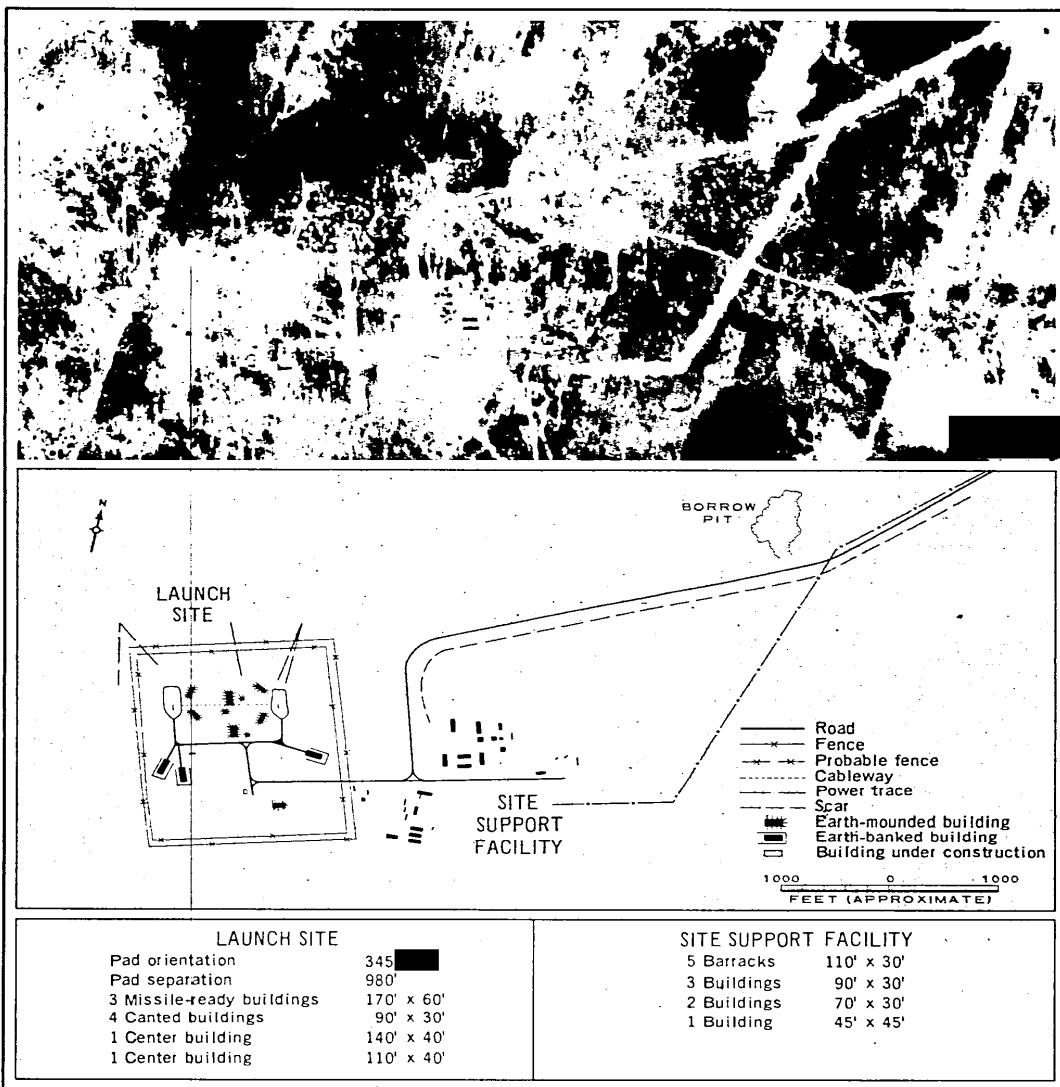 N
BORROW
PIT
LAUNCH
SITE
SITE
SUPPORT
FACILITY
Road
Fence
Probable fence
Cableway
Power trace
Scar
Earth-mounded building
Earth-banked building
Building under construction
1000 0 1000
FEET (APPROXIMATE)
LAUNCH SITE
Pad orientation 345
Pad separation 980'
3 Missile-ready buildings 170' x 60'
4 Canted buildings 90' x 30'
1 Center building 140' x 40'
1 Center building 110' x 40'
SITE SUPPORT FACILITY
5 Barracks 110' x 30'
3 Buildings 90' x 30'
2 Buildings 70' x 30'
1 Building 45' x 45'